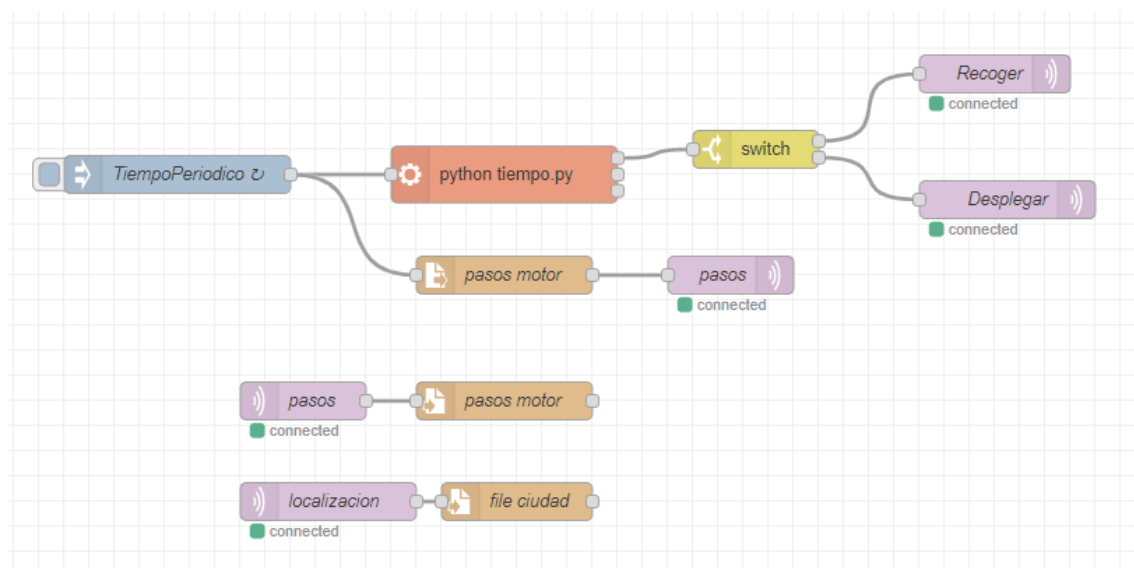 Recoger
connected
switch
TiempoPeriodico ↻
python tiempo.py
Desplegar
connected
pasos motor
pasos
connected
pasos
pasos motor
connected
localizacion
file ciudad
connected